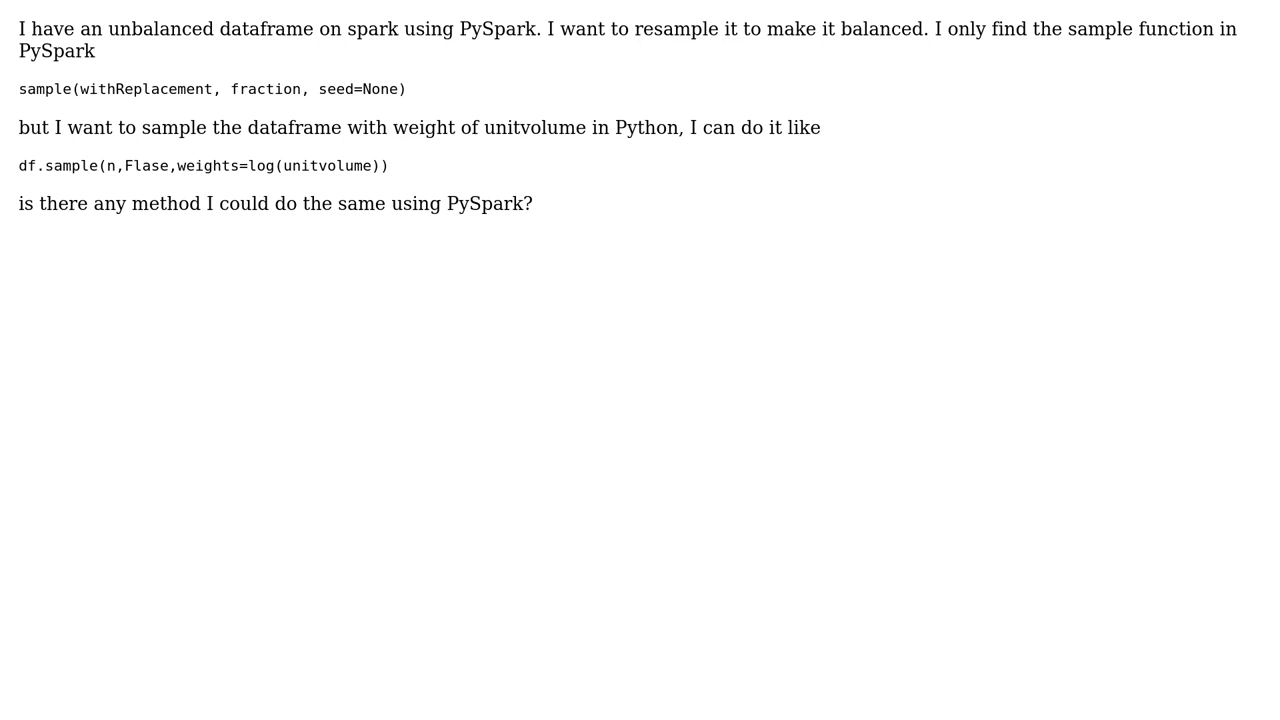 I have an unbalanced dataframe on spark using PySpark. I want to resample it to make it balanced. I only find the sample function in
PySpark
sample(withReplacement, fraction, seed=None)
but I want to sample the dataframe with weight of unitvolume in Python, I can do it like
df.sample(n,Flase,weights=log(unitvolume))
is there any method I could do the same using PySpark?